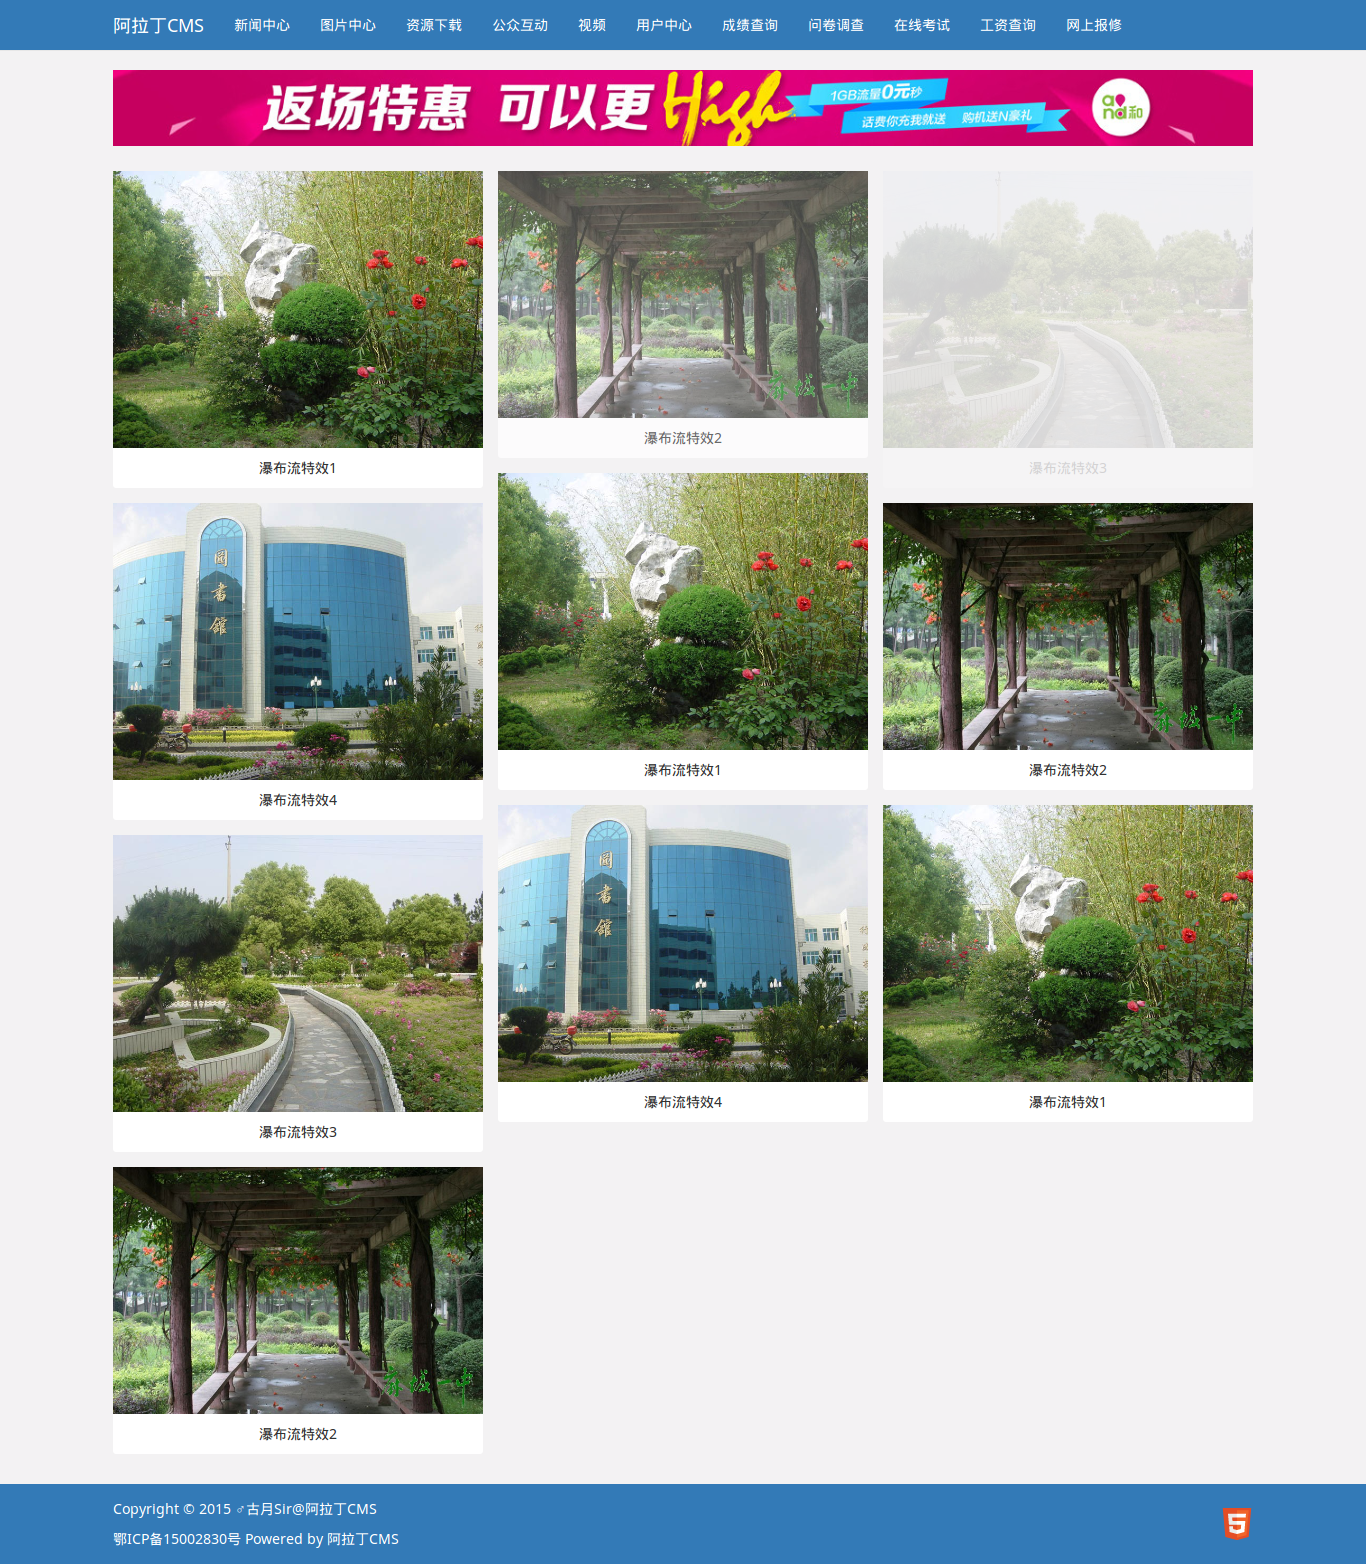 阿拉丁CMS 新闻中心 图片中心 资源下载 公众互动 视频 用户中心 成绩查询 问卷调查 在线考试 工资查询 网上报修
返场特惠 可以更High
1GB流量0元秒
话费你充我就送 购机送N豪礼
and和
瀑布流特效1
瀑布流特效2
瀑布流特效3
圖書館
瀑布流特效4
瀑布流特效1
瀑布流特效2
瀑布流特效3
圖書館
瀑布流特效4
瀑布流特效1
瀑布流特效2
Copyright © 2015 ♂古月Sir@阿拉丁CMS
鄂ICP备15002830号 Powered by 阿拉丁CMS
5